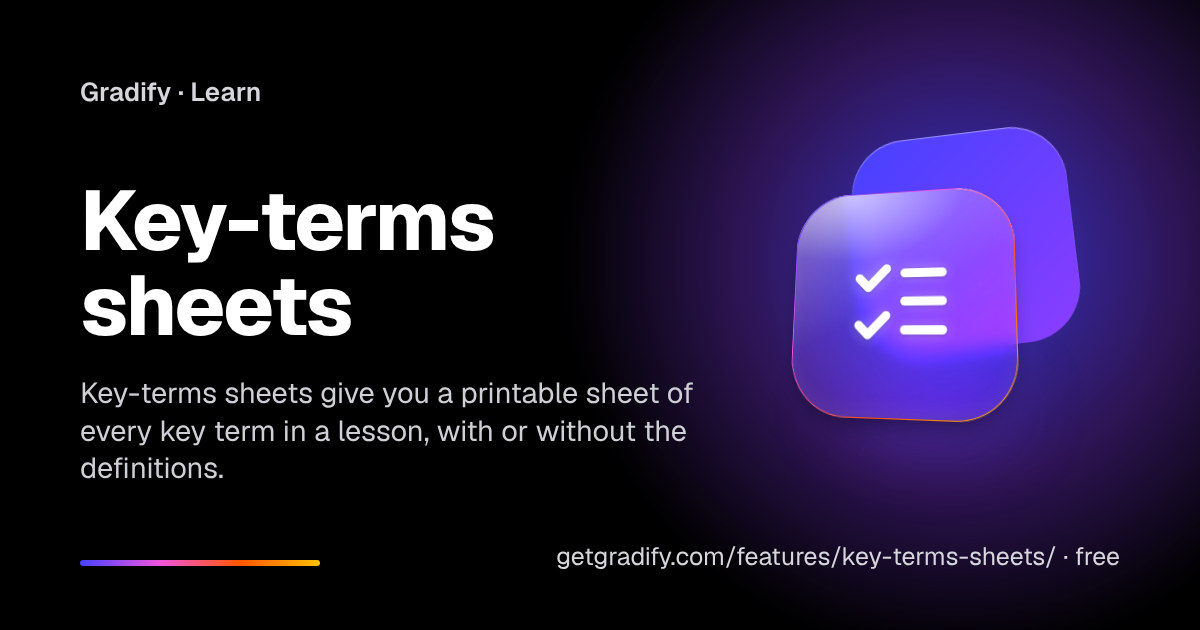 Gradify · Learn
Key-terms
sheets
Key-terms sheets give you a printable sheet of
every key term in a lesson, with or without the
definitions.
getgradify.com/features/key-terms-sheets/ · free